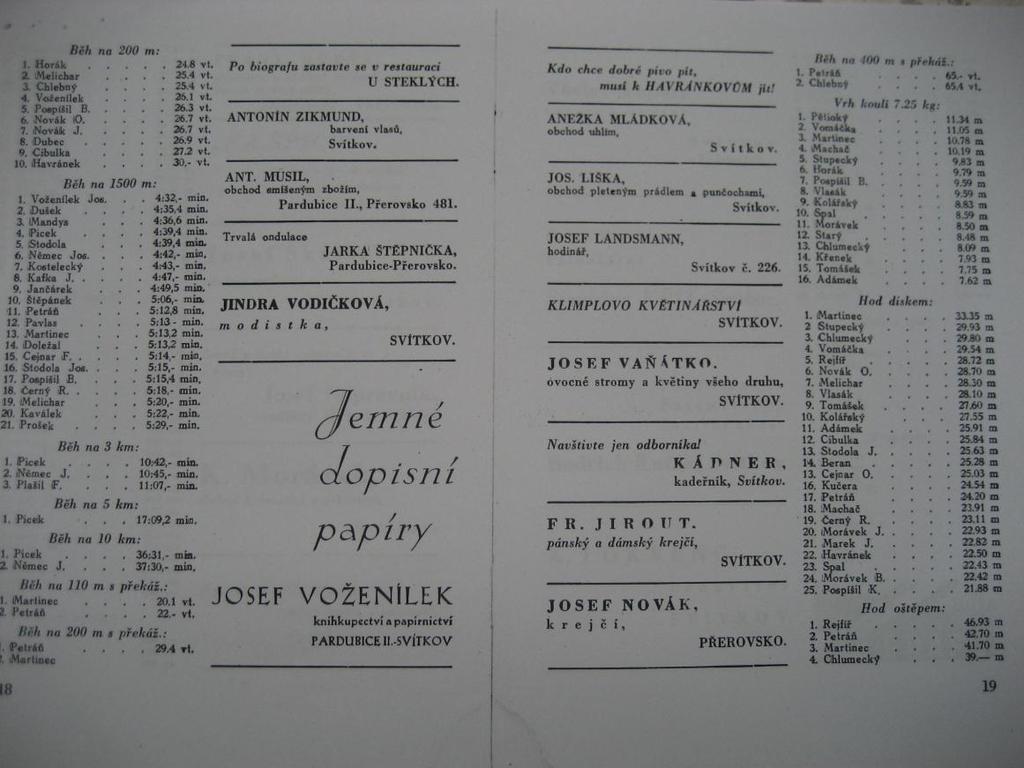 Běh na 200 m:
1. Horák . . . . . 24.8 vt.
2. Melichar . . . . 25.4 vt.
3. Chlebný . . . . 25.4 vt.
4. Voženílek . . . . 26.1 vt.
5. Pospíšil B. . . . 26.3 vt.
6. Novák O. . . . . 26.7 vt.
7. Novák J. . . . . 26.7 vt.
8. Dubec . . . . . 26.9 vt.
9. Cibulka . . . . 27.2 vt.
10. Havránek . . . . 30,- vt.
Běh na 1500 m:
1. Voženílek Jos. . . 4:32,- min.
2. Dušek . . . . 4:35,4 min.
3. Mandys . . . . 4:36,6 min.
4. Picek . . . . 4:39,4 min.
5. Stodola . . . . 4:39,4 min.
6. Němec Jos. . . . 4:42,- min.
7. Kostelecký . . . 4:43,- min.
8. Kafka J. . . . . 4:47,- min.
9. Jančárek . . . . 4:49,5 min.
10. Štěpánek . . . 5:06,- min.
11. Petráň . . . . 5:12,8 min.
12. Pavlas . . . . 5:13 - min.
13. Martinec . . . 5:13,2 min.
14. Doležal . . . . 5:13,2 min.
15. Cejnar F. . . . 5:14,- min.
16. Stodola Jos. . . . 5:15,- min.
17. Pospíšil B. . . . 5:15,4 min.
18. Černý R. . . . . 5:18,- min.
19. Melichar . . . 5:20,- min.
20. Kaválek . . . . 5:22,- min.
21. Prošek . . . . 5:29,- min.
Běh na 3 km:
1. Picek . . . . 10:42,- min.
2. Němec J. . . . 10:45,- min.
3. Plašil F. . . . 11:07,- min.
Běh na 5 km:
1. Picek . . . 17:09,2 min.
Běh na 10 km:
1. Picek . . . . 36:31,- min.
2. Němec J. . . . 37:30,- min.
Běh na 110 m s překáž.:
1. Martinec . . . . 20.1 vt.
2. Petráň . . . . 22.- vt.
Běh na 200 m s překáž.:
1. Petráň . . . . 29.4 vt.
2. Martinec
18
Po biografu zastavte se v restauraci
U STEKLÝCH.
ANTONÍN ZIKMUND,
barvení vlasů,
Svítkov.
ANT. MUSIL,
obchod smíšeným zbožím,
Pardubice II., Přerovsko 481.
Trvalá ondulace
JARKA ŠTĚPNIČKA,
Pardubice-Přerovsko.
JINDRA VODIČKOVÁ,
modistka,
SVÍTKOV.
Jemné
dopisní
papíry
JOSEF VOŽENÍLEK
knihkupectví a papírnictví
PARDUBICE II.-SVÍTKOV
Kdo chce dobré pivo pít,
musí k HAVRÁNKOVŮM jít!
ANEŽKA MLÁDKOVÁ,
obchod uhlím,
Svítkov.
JOS. LIŠKA,
obchod pleteným prádlem a punčochami,
Svítkov.
JOSEF LANDSMANN,
hodinář,
Svítkov č. 226.
KLIMPLOVO KVĚTINÁŘSTVÍ
SVÍTKOV.
JOSEF VAŇÁTKO.
ovocné stromy a květiny všeho druhu,
SVÍTKOV.
Navštivte jen odborníka!
KÁDNER,
kadeřník, Svítkov.
FR. JIROUT.
pánský a dámský krejčí,
SVÍTKOV.
JOSEF NOVÁK,
krejčí,
PŘEROVSKO.
Běh na 400 m s překáž.:
1. Petráň . . . . 65.- vt.
2. Chlebný . . . . 65.4 vt.
Vrh koulí 7.25 kg:
1. Pětioký . . . . 11.34 m
2. Vomáčka . . . . 11.05 m
3. Martinec . . . . 10.78 m
4. Machač . . . . 10.19 m
5. Stupecký . . . . 9.83 m
6. Horák . . . . 9.79 m
7. Pospíšil B. . . . 9.59 m
8. Vlasák . . . . 9.59 m
9. Kolářský . . . . 8.83 m
10. Spal . . . . 8.59 m
11. Morávek . . . . 8.50 m
12. Starý . . . . 8.48 m
13. Chlumecký . . . 8.09 m
14. Křenek . . . . 7.93 m
15. Tomášek . . . . 7.75 m
16. Adámek . . . . 7.62 m
Hod diskem:
1. Martinec . . . . 33.35 m
2 Stupecký . . . . 29.93 m
3. Chlumecký . . . . 29.80 m
4. Vomáčka . . . . 29.54 m
5. Rejfíř . . . . 28.72 m
6. Novák O. . . . 28.70 m
7. Melichar . . . . 28.30 m
8. Vlasák . . . . 28.10 m
9. Tomášek . . . . 27.60 m
10. Kolářský . . . . 27.55 m
11. Adámek . . . . 25.91 m
12. Cibulka . . . . 25.84 m
13. Stodola J. . . . 25.63 m
14. Beran . . . . 25.28 m
13. Cejnar O. . . . 25.03 m
16. Kučera . . . . 24.54 m
17. Petráň . . . . 24.20 m
18. Machač . . . . 23.91 m
19. Černý R. . . . 23.11 m
20. Morávek J. . . . 22.93 m
21. Marek J. . . . 22.82 m
22. Havránek . . . . 22.50 m
23. Spal . . . . 22.43 m
24. Morávek B. . . . 22.42 m
25. Pospíšil K. . . . 21.88 m
Hod oštěpem:
1. Rejfíř . . . . 46.93 m
2. Petráň . . . . 42.70 m
3. Martinec . . . . 41.70 m
4. Chlumecký . . . 39.— m
19